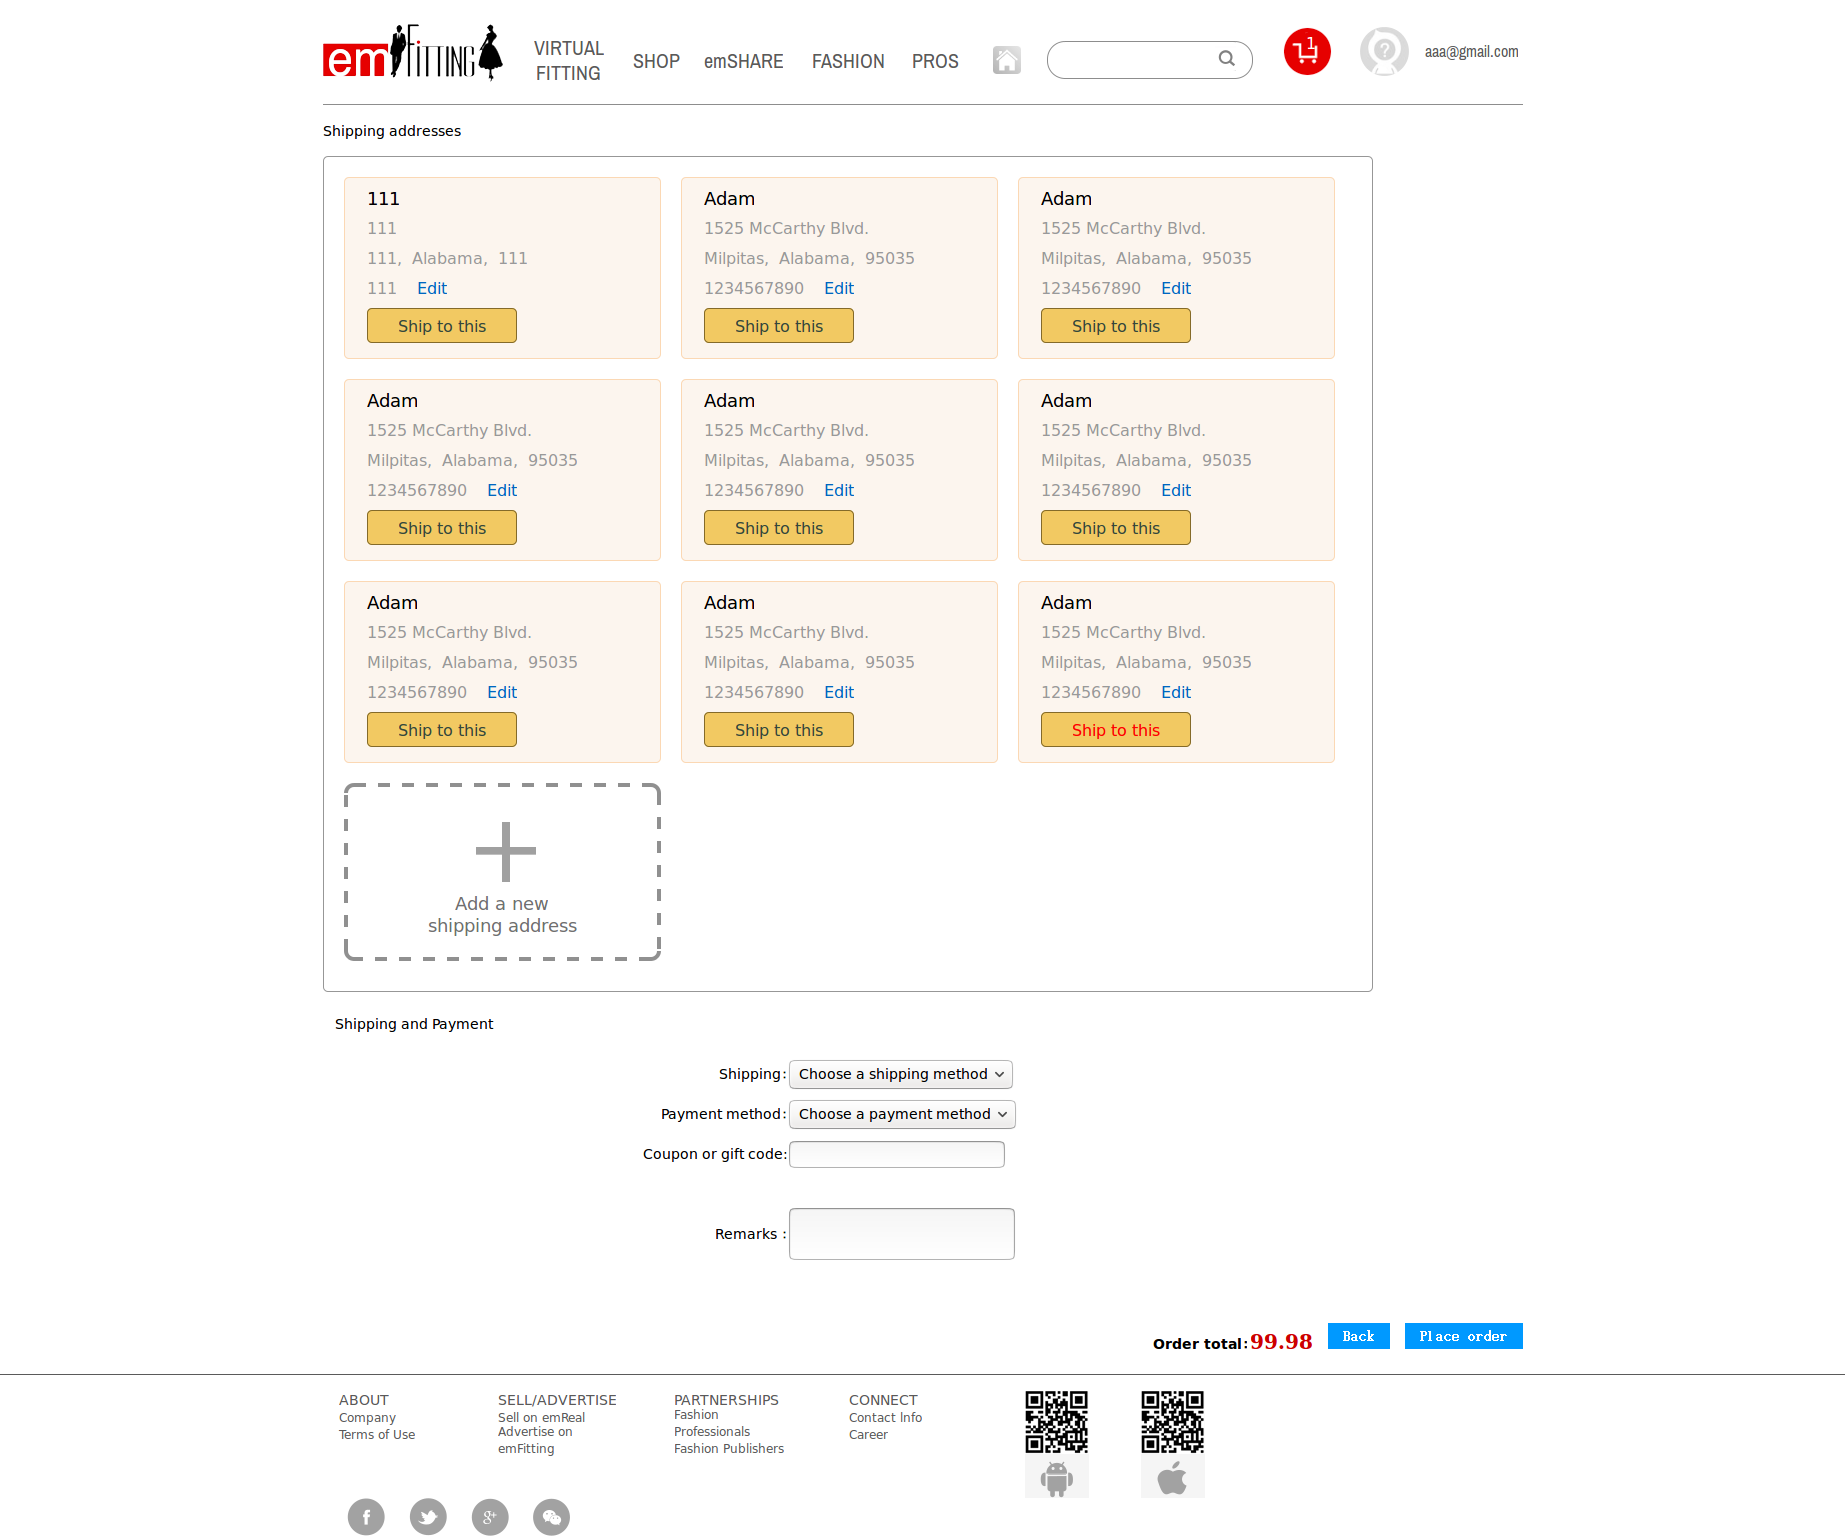 em FITTING
VIRTUAL
FITTING
SHOP
emSHARE
FASHION
PROS
1
aaa@gmail.com
Shipping addresses
111
111
111, Alabama, 111
111 Edit
Ship to this
Adam
1525 McCarthy Blvd.
Milpitas, Alabama, 95035
1234567890 Edit
Ship to this
Adam
1525 McCarthy Blvd.
Milpitas, Alabama, 95035
1234567890 Edit
Ship to this
Adam
1525 McCarthy Blvd.
Milpitas, Alabama, 95035
1234567890 Edit
Ship to this
Adam
1525 McCarthy Blvd.
Milpitas, Alabama, 95035
1234567890 Edit
Ship to this
Adam
1525 McCarthy Blvd.
Milpitas, Alabama, 95035
1234567890 Edit
Ship to this
Adam
1525 McCarthy Blvd.
Milpitas, Alabama, 95035
1234567890 Edit
Ship to this
Adam
1525 McCarthy Blvd.
Milpitas, Alabama, 95035
1234567890 Edit
Ship to this
Adam
1525 McCarthy Blvd.
Milpitas, Alabama, 95035
1234567890 Edit
Ship to this
Add a new
shipping address
Shipping and Payment
Shipping: Choose a shipping method
Payment method: Choose a payment method
Coupon or gift code:
Remarks :
Order total: 99.98 Back Place order
ABOUT
Company
Terms of Use
SELL/ADVERTISE
Sell on emReal
Advertise on
emFitting
PARTNERSHIPS
Fashion
Professionals
Fashion Publishers
CONNECT
Contact Info
Career